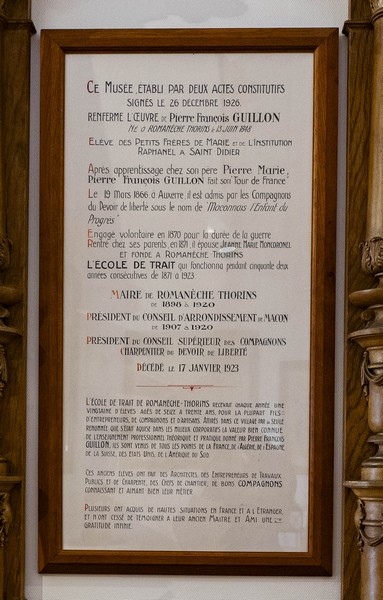 CE MUSÉE, ÉTABLI PAR DEUX ACTES CONSTITUTIFS
SIGNÉS LE 26 DÉCEMBRE 1926.
RENFERME L'ŒUVRE DE Pierre François GUILLON
NÉ A ROMANÈCHE THORINS LE 13 JUIN 1848
ELÈVE DES PETITS FRÈRES DE MARIE ET DE L'INSTITUTION
RAPHANEL A SAINT DIDIER
Après apprentissage chez son père Pierre Marie,
Pierre François GUILLON fait son "Tour de France"
Le 19 Mars 1866 à Auxerre il est admis par les Compagnons
du Devoir de liberté sous le nom de "Maconnais l'Enfant du
Progrès"
Engagé volontaire en 1870 pour la durée de la guerre
Rentré chez ses parents en 1871 il épouse JEANNE MARIE
ET FONDE A ROMANÈCHE THORINS
L'ÉCOLE DE TRAIT qui fonctionna pendant cinquante deux
années consécutives de 1871 à 1923
MAIRE DE ROMANÈCHE THORINS
DE 1898 À 1920
PRÉSIDENT DU CONSEIL D'ARRONDISSEMENT DE MACON
DE 1907 À 1920
PRÉSIDENT DU CONSEIL SUPÉRIEUR DES COMPAGNONS
CHARPENTIER DU DEVOIR DE LIBERTÉ
DÉCÉDÉ LE 17 JANVIER 1923
L'ÉCOLE DE TRAIT DE ROMANÈCHE-THORINS RECEVAIT CHAQUE ANNÉE UNE
VINGTAINE D'ÉLÈVES AGÉS DE SEIZE A TRENTE ANS, POUR LA PLUPART FILS
D'ENTREPRENEURS, DE COMPAGNONS ET D'ARTISANS. ATTIRÉS DANS CE VILLAGE PAR LA SEULE
RENOMMÉE QUE S'ÉTAIT ACQUISE DANS LES MILIEUX CORPORATIFS LA VALEUR BIEN CONNUE
DE L'ENSEIGNEMENT PROFESSIONNEL THÉORIQUE ET PRATIQUE DONNÉ PAR PIERRE FRANÇOIS
GUILLON, ILS SONT VENUS DE TOUS LES POINTS DE LA FRANCE, DE L'ALGÉRIE, DE L'ESPAGNE,
DE LA SUISSE, DES ETATS UNIS, DE L'AMÉRIQUE DU SUD.
CES ANCIENS ÉLÈVES ONT FAIT DES ARCHITECTES, DES ENTREPRENEURS DE TRAVAUX
PUBLICS ET DE CHARPENTE, DES CHEFS DE CHANTIER, DE BONS COMPAGNONS
CONNAISSANT ET AIMANT BIEN LEUR MÉTIER
PLUSIEURS ONT ACQUIS DE HAUTES SITUATIONS EN FRANCE ET A L'ÉTRANGER,
ET N'ONT CESSÉ DE TÉMOIGNER A LEUR ANCIEN MAITRE ET AMI UNE
GRATITUDE INFINIE.